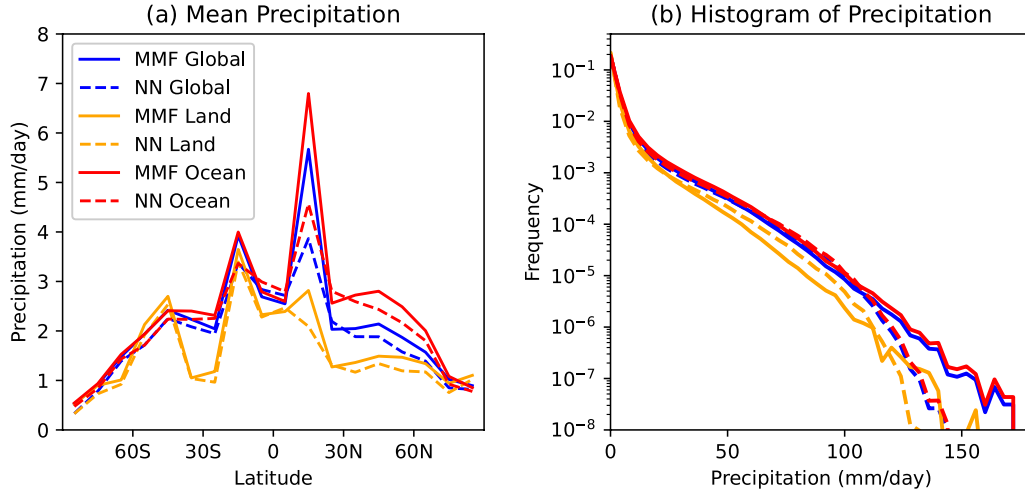 (a) Mean Precipitation
8
7
6
5
4
3
2
1
0
Precipitation (mm/day)
MMF Global
NN Global
MMF Land
NN Land
MMF Ocean
NN Ocean
60S 30S 0 30N 60N
Latitude
(b) Histogram of Precipitation
10⁻¹
10⁻²
10⁻³
10⁻⁴
10⁻⁵
10⁻⁶
10⁻⁷
10⁻⁸
Frequency
0 50 100 150
Precipitation (mm/day)